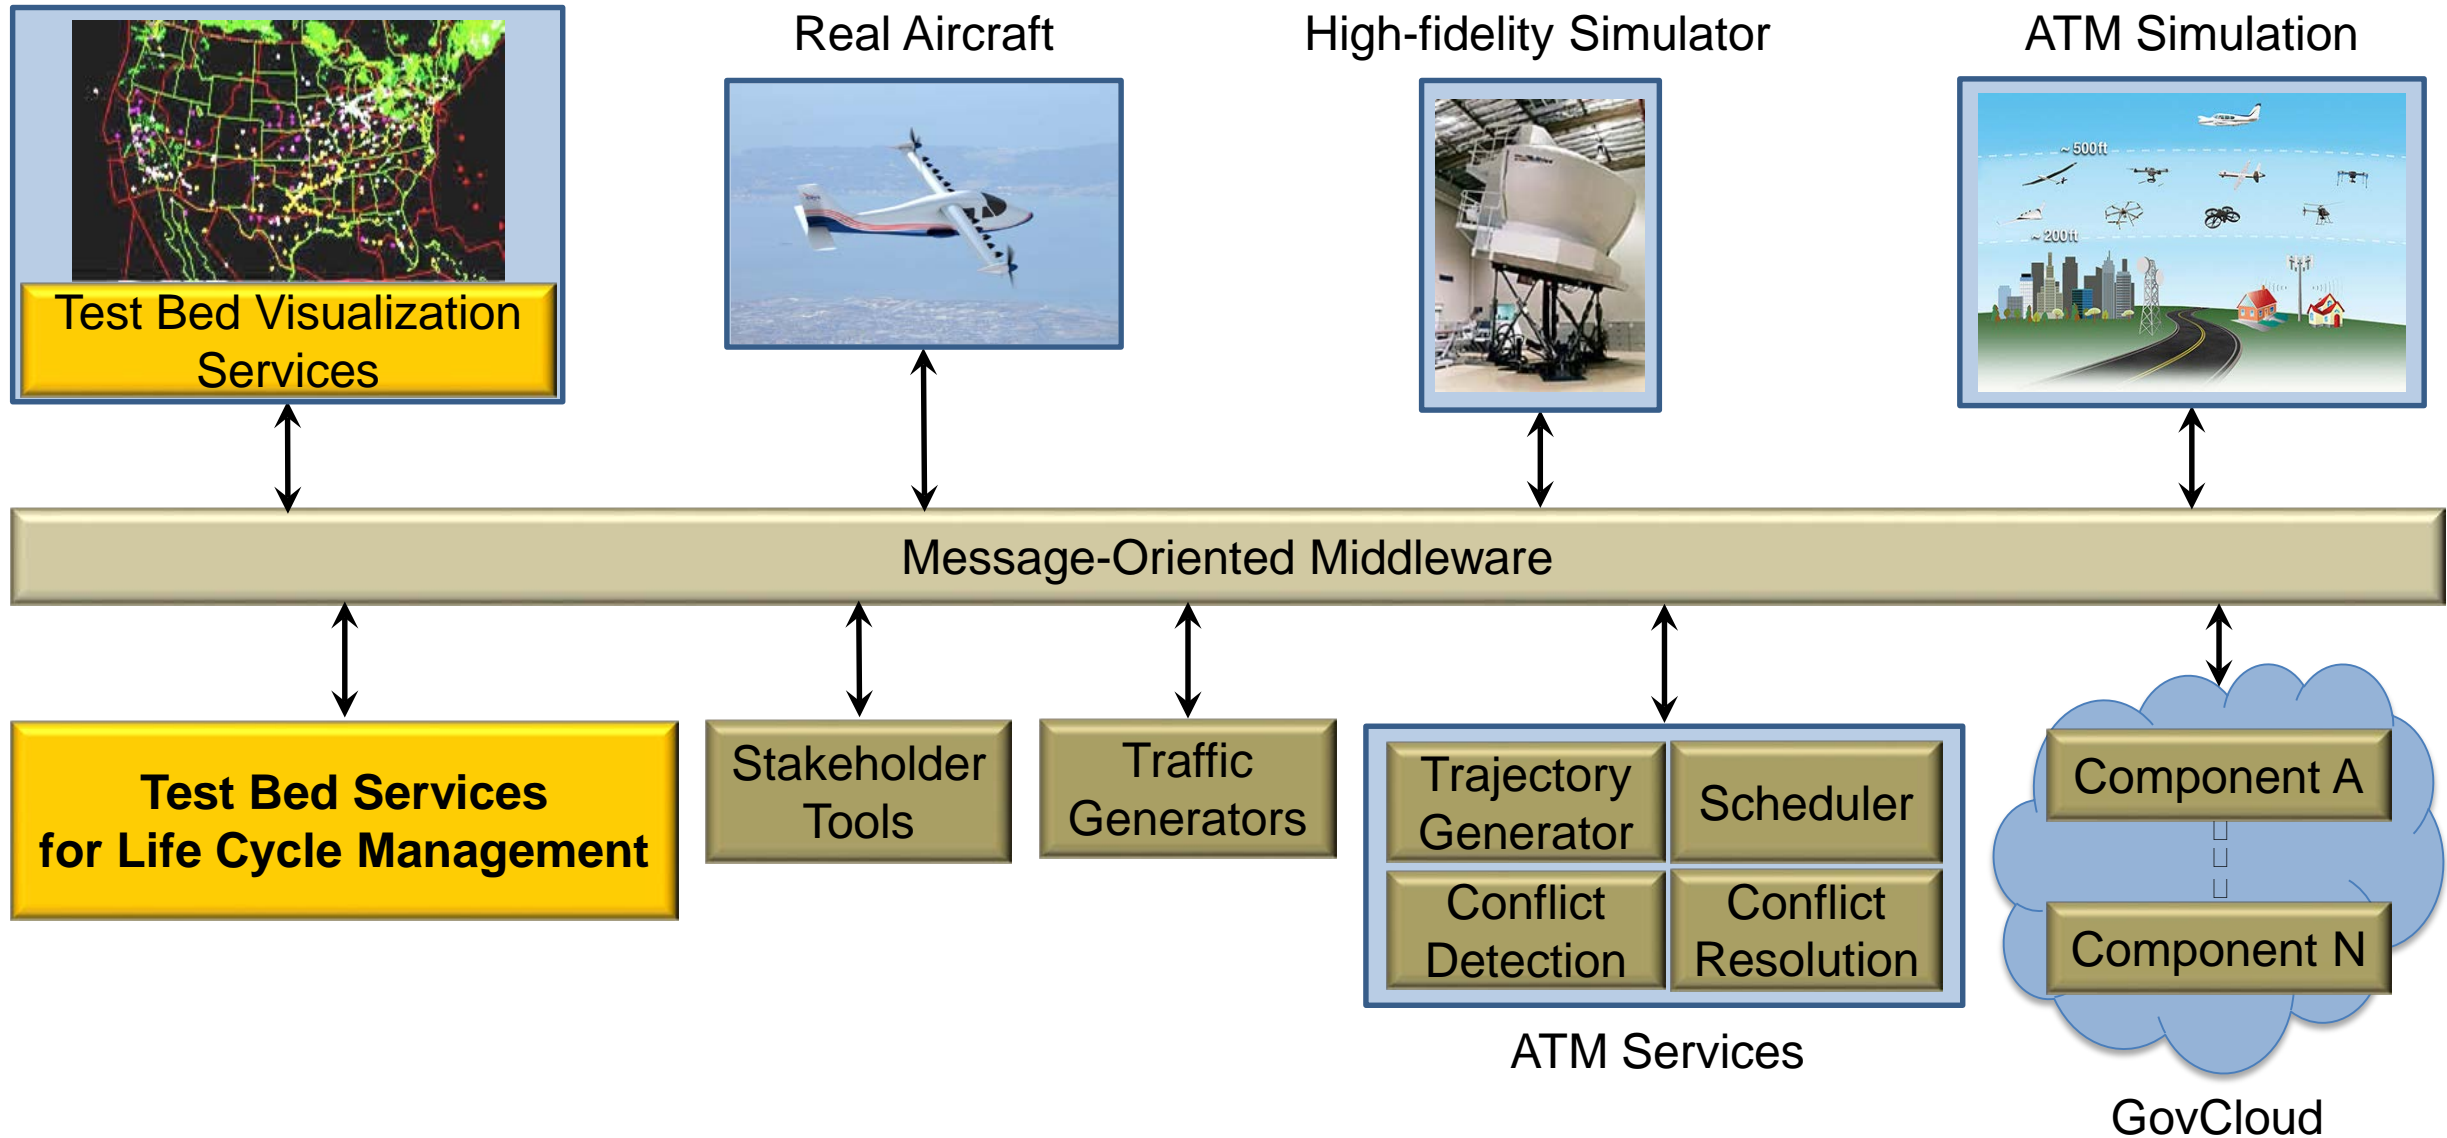 Real Aircraft
High-fidelity Simulator
ATM Simulation
~ 500ft
~ 200ft
Test Bed Visualization
Services
Message-Oriented Middleware
Test Bed Services
for Life Cycle Management
Stakeholder
Tools
Traffic
Generators
Trajectory
Generator
Scheduler
Conflict
Detection
Conflict
Resolution
ATM Services
Component A
Component N
GovCloud